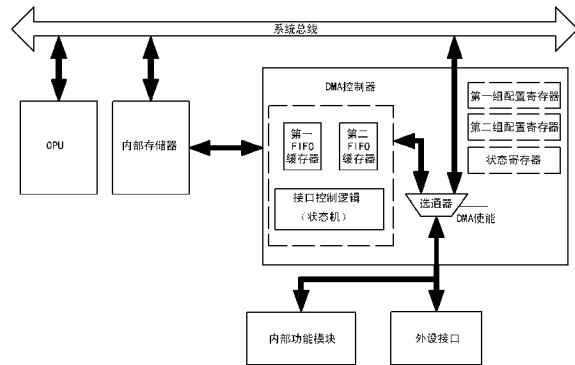 系统总线
DMA控制器
第一组配置寄存器
第二组配置寄存器
状态寄存器
CPU
内部存储器
第一
FIFO
缓存器
第二
FIFO
缓存器
接口控制逻辑
（状态机）
选通器
DMA使能
内部功能模块
外设接口